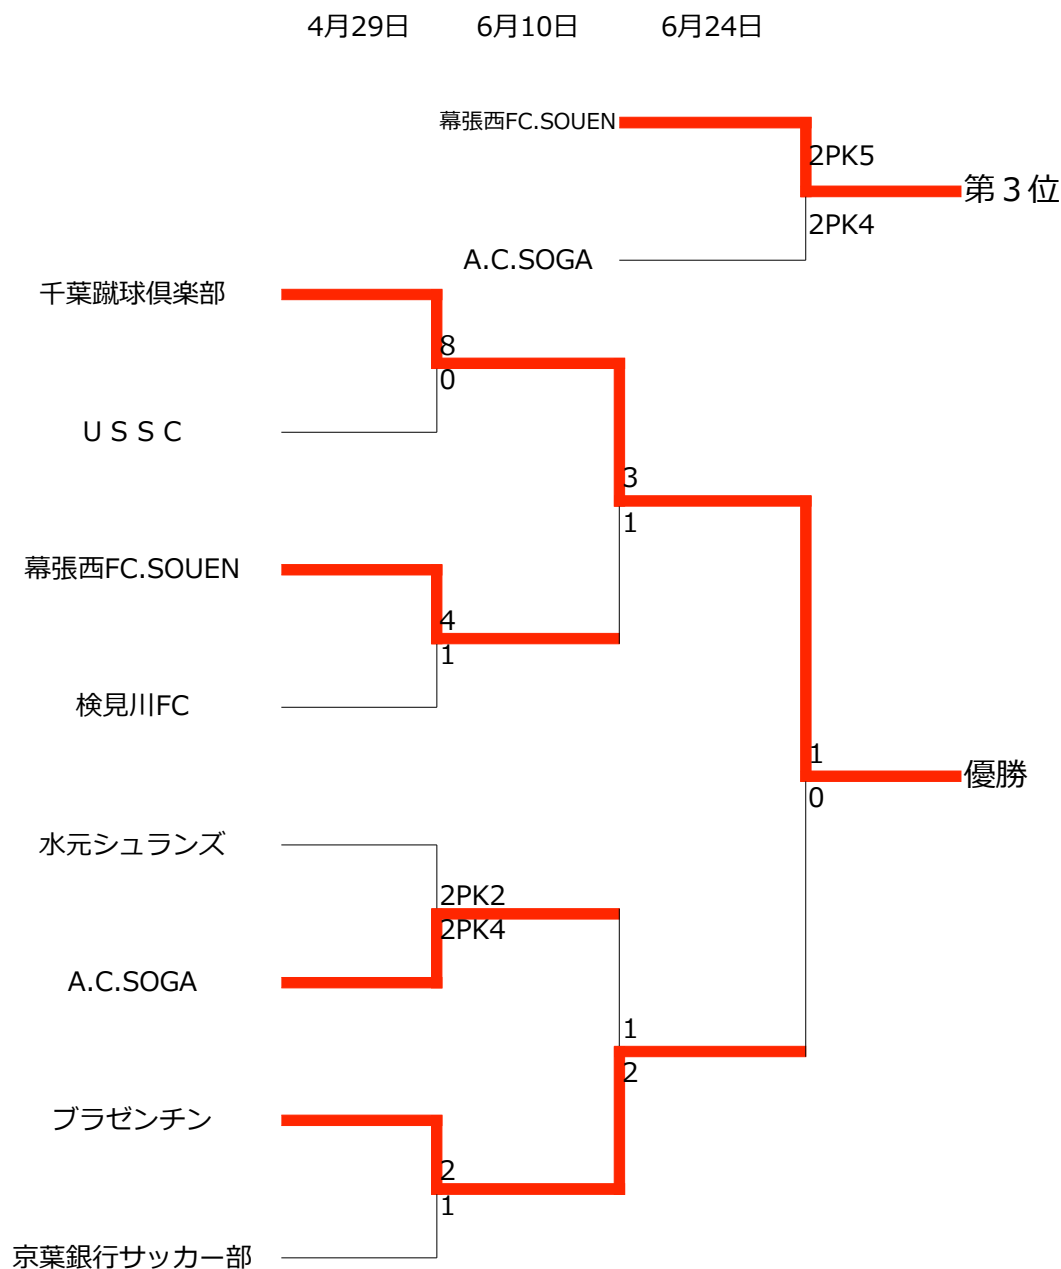 4月29日 6月10日 6月24日
幕張西FC.SOUEN
2PK5
第３位
2PK4
A.C.SOGA
千葉蹴球倶楽部
8
0
ＵＳＳＣ
3
1
幕張西FC.SOUEN
4
1
検見川FC
1
優勝
0
水元シュランズ
2PK2
2PK4
A.C.SOGA
1
2
ブラゼンチン
2
1
京葉銀行サッカー部